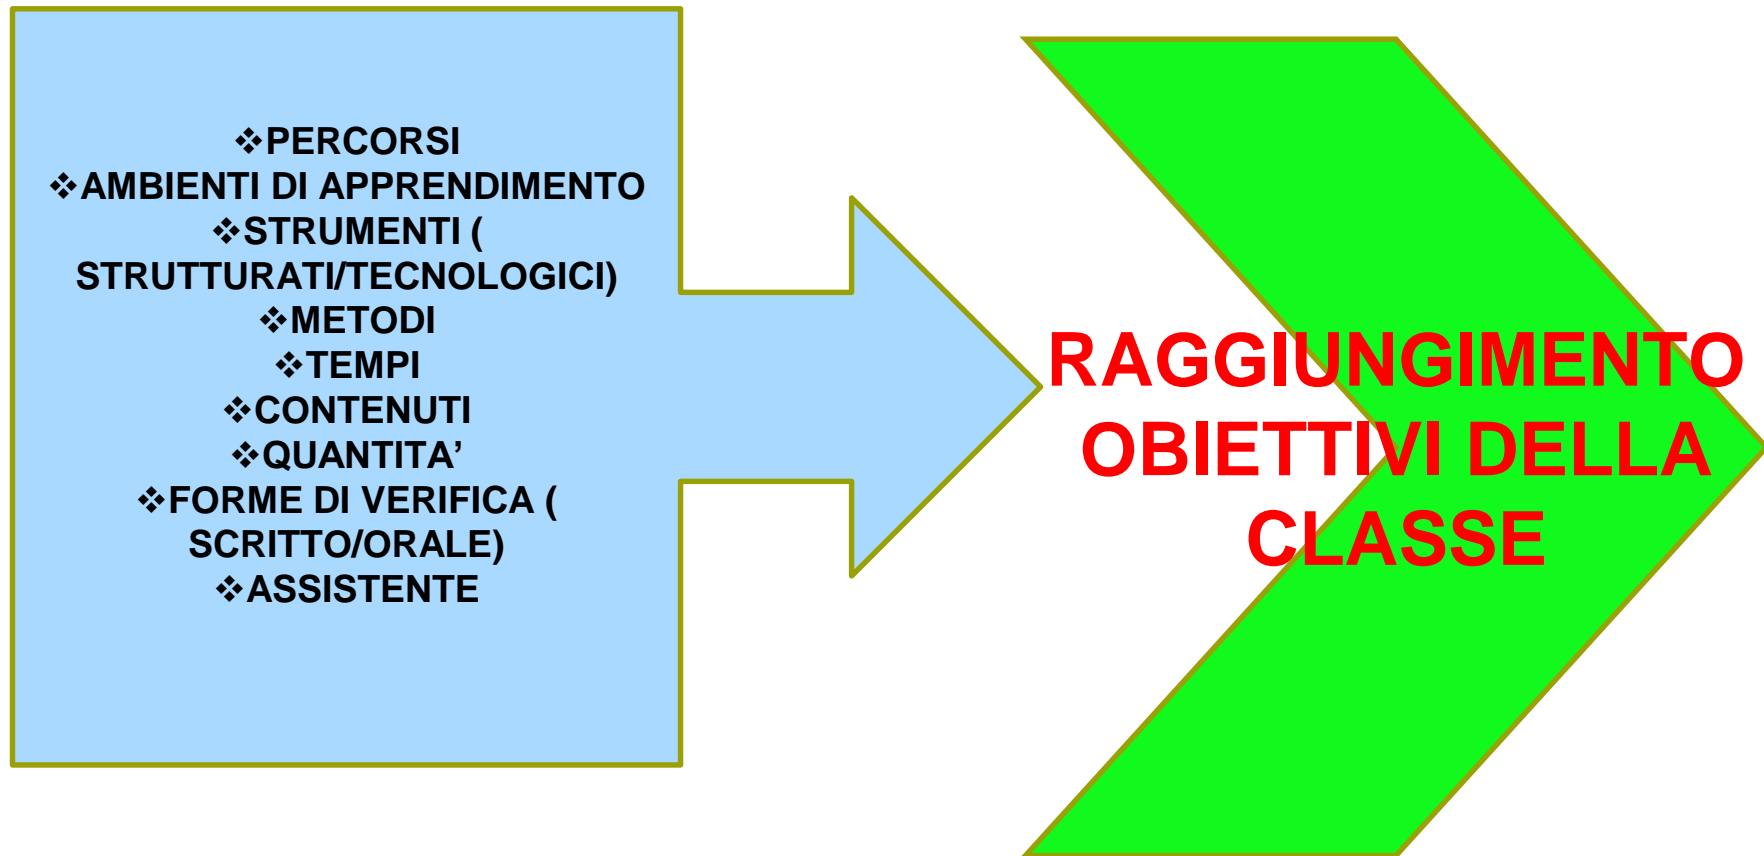 ❖PERCORSI
❖AMBIENTI DI APPRENDIMENTO
❖STRUMENTI (
STRUTTURATI/TECNOLOGICI)
❖METODI
❖TEMPI
❖CONTENUTI
❖QUANTITA’
❖FORME DI VERIFICA (
SCRITTO/ORALE)
❖ASSISTENTE
RAGGIUNGIMENTO
OBIETTIVI DELLA
CLASSE